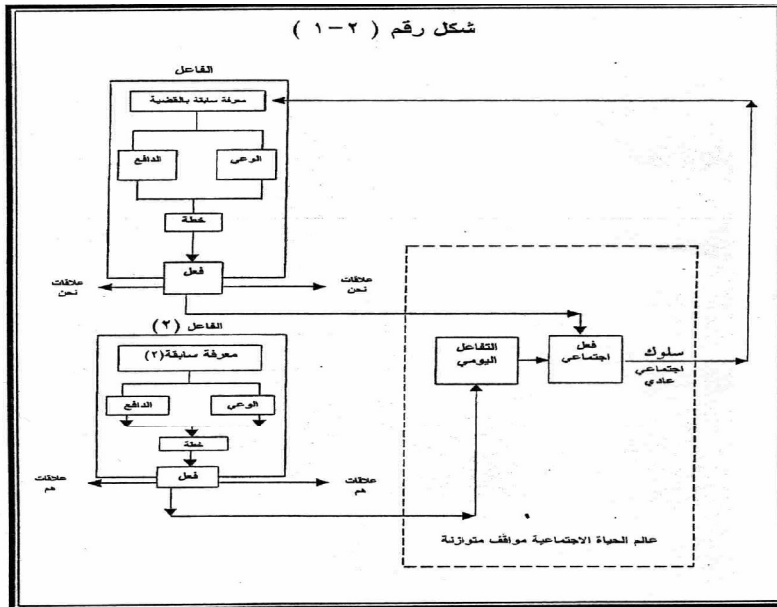 شكل رقم ( ٢-١ )
الفاعل
معرفة سابقة بالقضية
الوعي
الدافع
خطة
فعل
علاقات
نحن
علاقات
نحن
الفاعل (٢)
معرفة سابقة(٢)
الوعي
الدافع
خطة
فعل
علاقات
هم
علاقات
هم
التفاعل
اليومي
فعل
اجتماعي
سلوك
اجتماعي
عادي
عالم الحياة الاجتماعية مواقف متوازنة